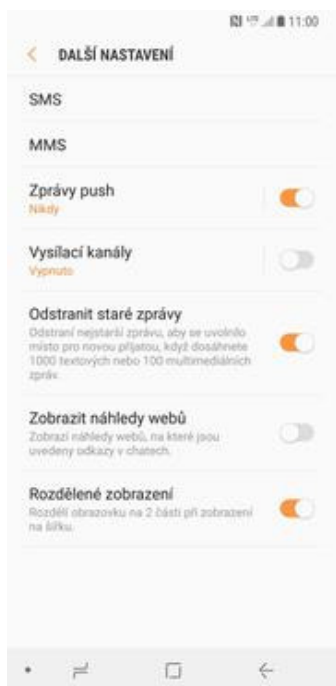 11:00
DALŠÍ NASTAVENÍ
SMS
MMS
Zprávy push
Nikdy
Vysílací kanály
Vypnuto
Odstranit staré zprávy
Odstraní nejstarší zprávu, aby se uvolnilo
místo pro novou přijatou, když dosáhnete
1000 textových nebo 100 multimediálních
zpráv.
Zobrazit náhledy webů
Zobrazí náhledy webů, na které jsou
uvedeny odkazy v chatech.
Rozdělené zobrazení
Rozdělí obrazovku na 2 části při zobrazení
na šířku.